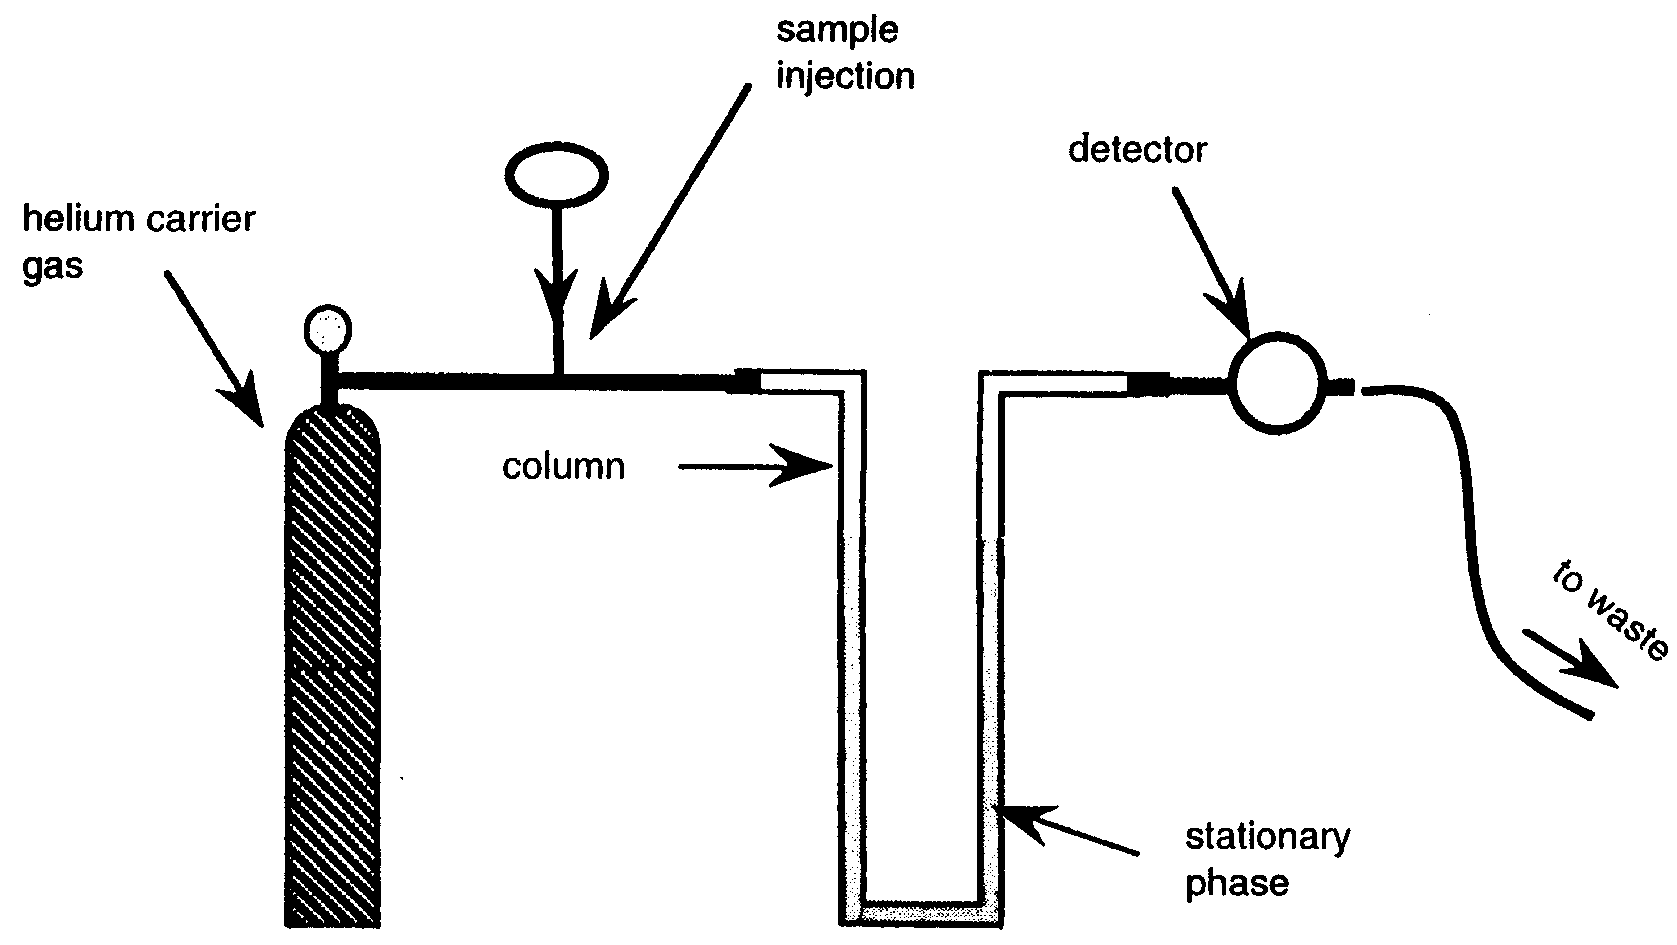 sample
injection
detector
helium carrier
gas
column
to waste
stationary
phase